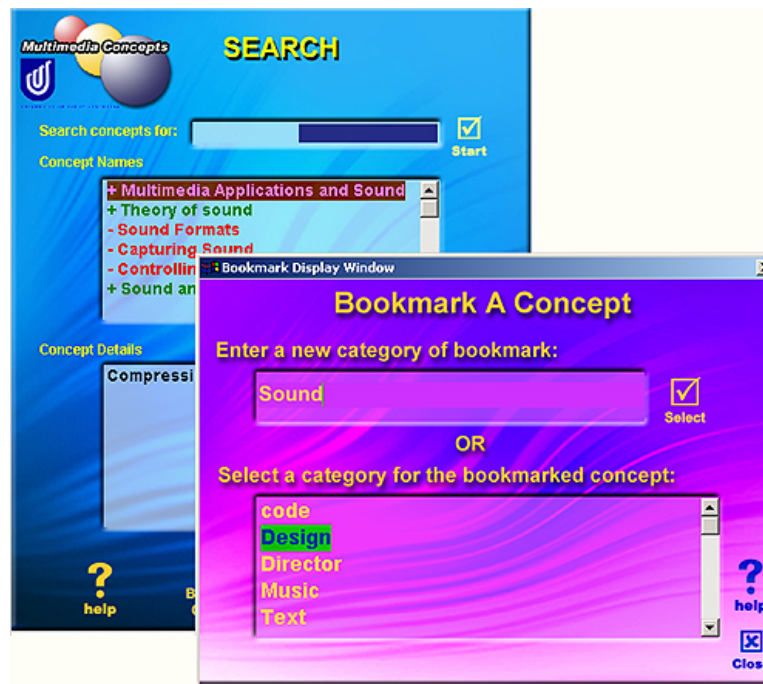 Multimedia Concepts
SEARCH
Search concepts for:
Start
Concept Names
+ Multimedia Applications and Sound
+ Theory of sound
- Sound Formats
- Capturing Sound
- Controllin
+ Sound an
Concept Details
Compressi
help
B
Bookmark Display Window
Bookmark A Concept
Enter a new category of bookmark:
Sound
Select
OR
Select a category for the bookmarked concept:
code
Design
Director
Music
Text
help
Clos